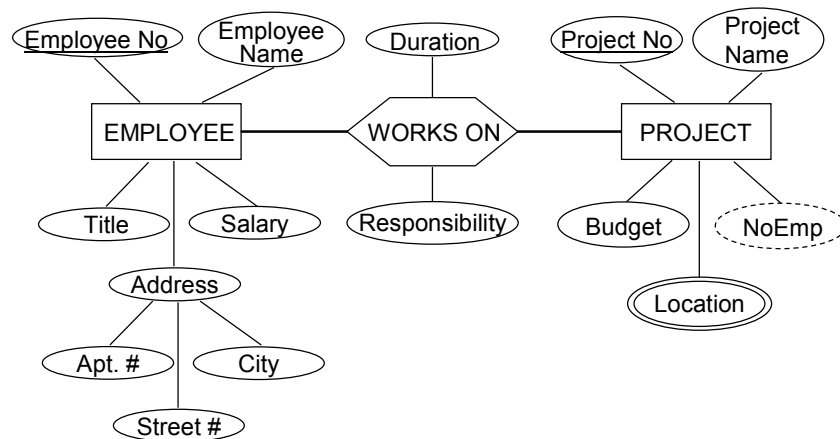 Employee No
Employee
Name
Duration
Project No
Project
Name
EMPLOYEE
WORKS ON
PROJECT
Title
Salary
Responsibility
Budget
NoEmp
Address
Location
Apt. #
City
Street #